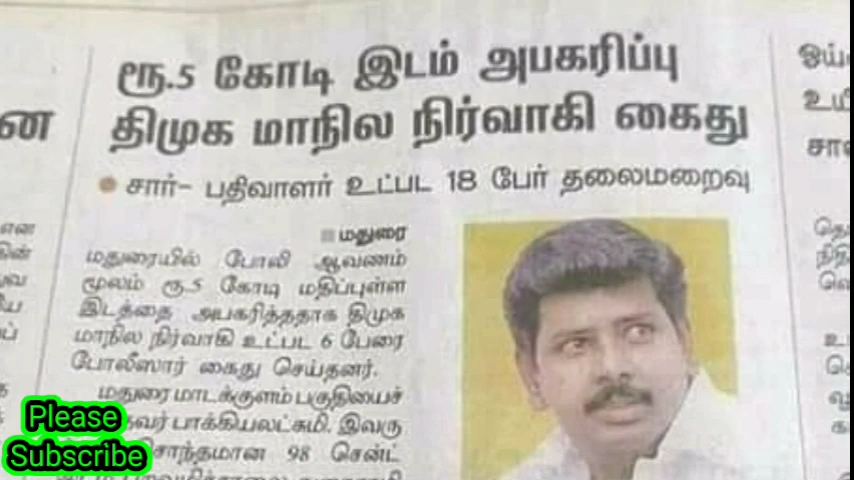 ரூ.5 கோடி இடம் அபகரிப்பு
திமுக மாநில நிர்வாகி கைது
சார்- பதிவாளர் உட்பட 18 பேர் தலைமறைவு
மதுரை
மதுரையில் போலி ஆவணம்
மூலம் ரூ.5 கோடி மதிப்புள்ள
இடத்தை அபகரித்ததாக திமுக
மாநில நிர்வாகி உட்பட 6 பேரை
போலீஸார் கைது செய்தனர்.
மதுரை மாடக்குளம் பகுதியைச்
பாக்கியலட்சுமி. இவரு
98 சென்ட்
Please
Subscribe